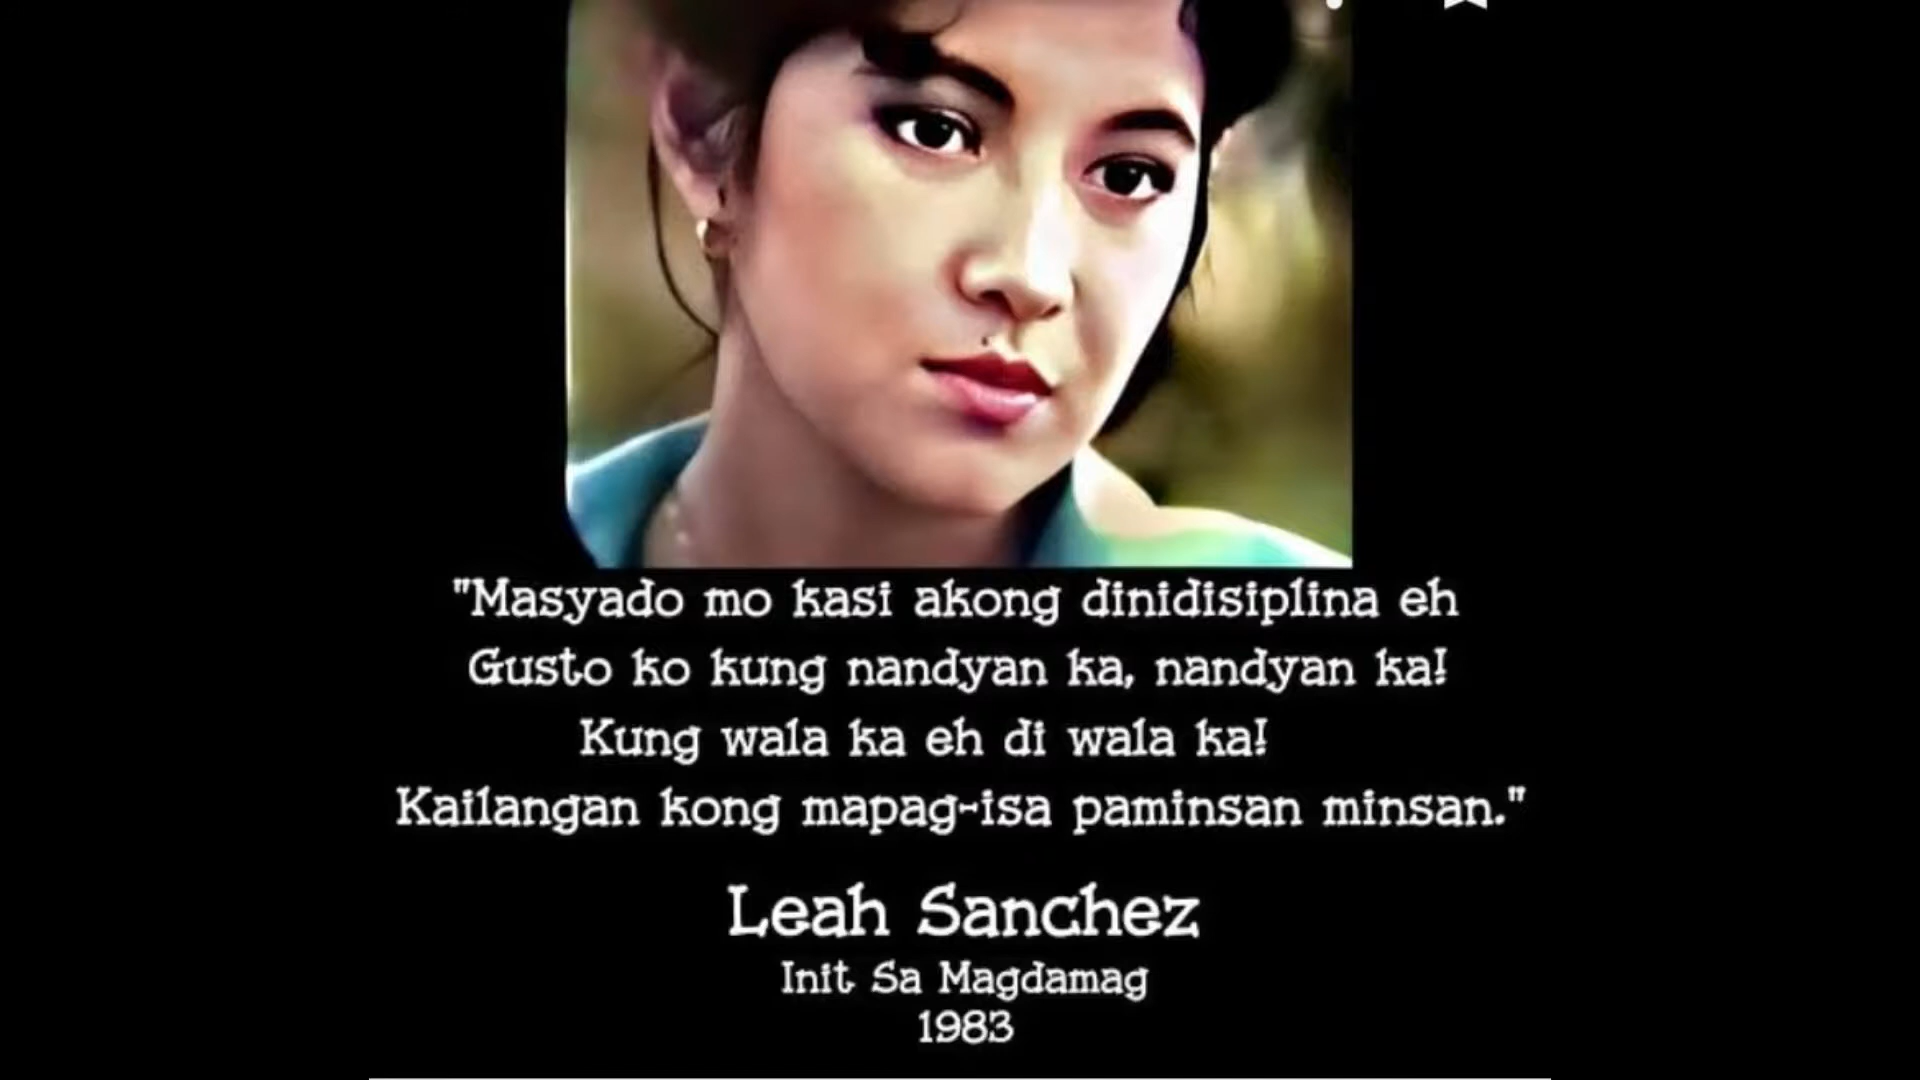 "Masyado mo kasi akong dinidisiplina eh
Gusto ko kung nandyan ka, nandyan ka!
Kung wala ka eh di wala ka!
Kailangan kong mapag-isa paminsan minsan."
Leah Sanchez
Init Sa Magdamag
1983